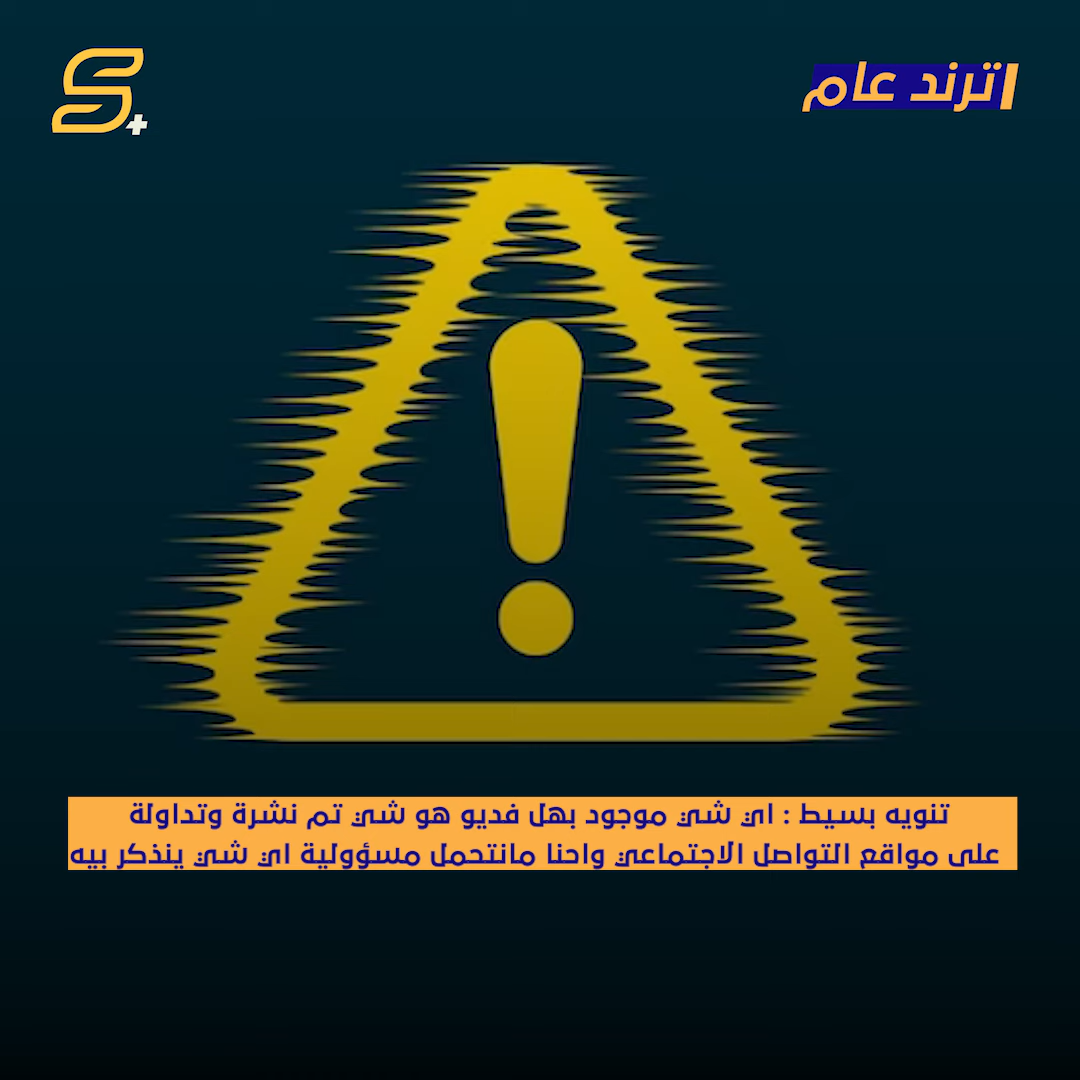 ترند عام
S+
تنويه بسيط : اي شي موجود بهل فديو هو شي تم نشرة وتداولة
على مواقع التواصل الاجتماعي واحنا مانتحمل مسؤولية اي شي ينذكر بيه